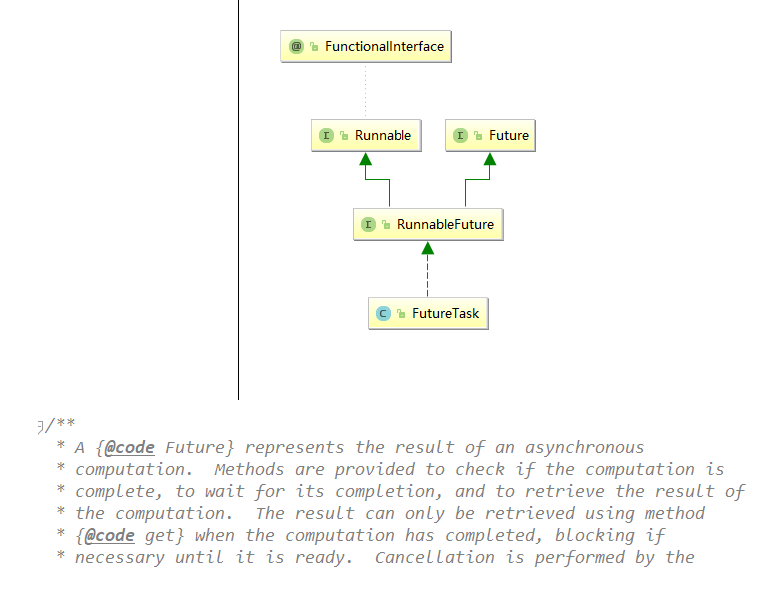 @ FunctionalInterface
I Runnable
I Future
I RunnableFuture
C FutureTask
/**
* A {@code Future} represents the result of an asynchronous
* computation.  Methods are provided to check if the computation is
* complete, to wait for its completion, and to retrieve the result of
* the computation.  The result can only be retrieved using method
* {@code get} when the computation has completed, blocking if
* necessary until it is ready.  Cancellation is performed by the